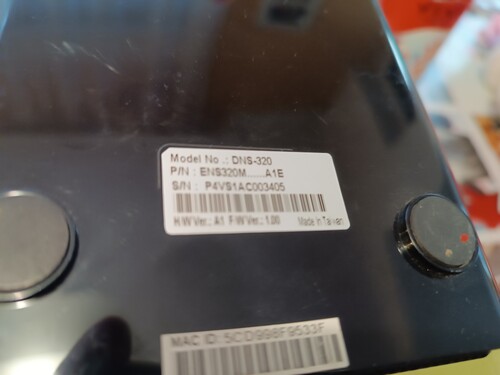 Model No .: DNS-320
P/N : ENS320M......A1E
S/N : P4VS1AC003405
H/W Ver.: A1 F/W Ver.: 1.00 Made In Taiwan
MAC ID: 5CD998F9533F